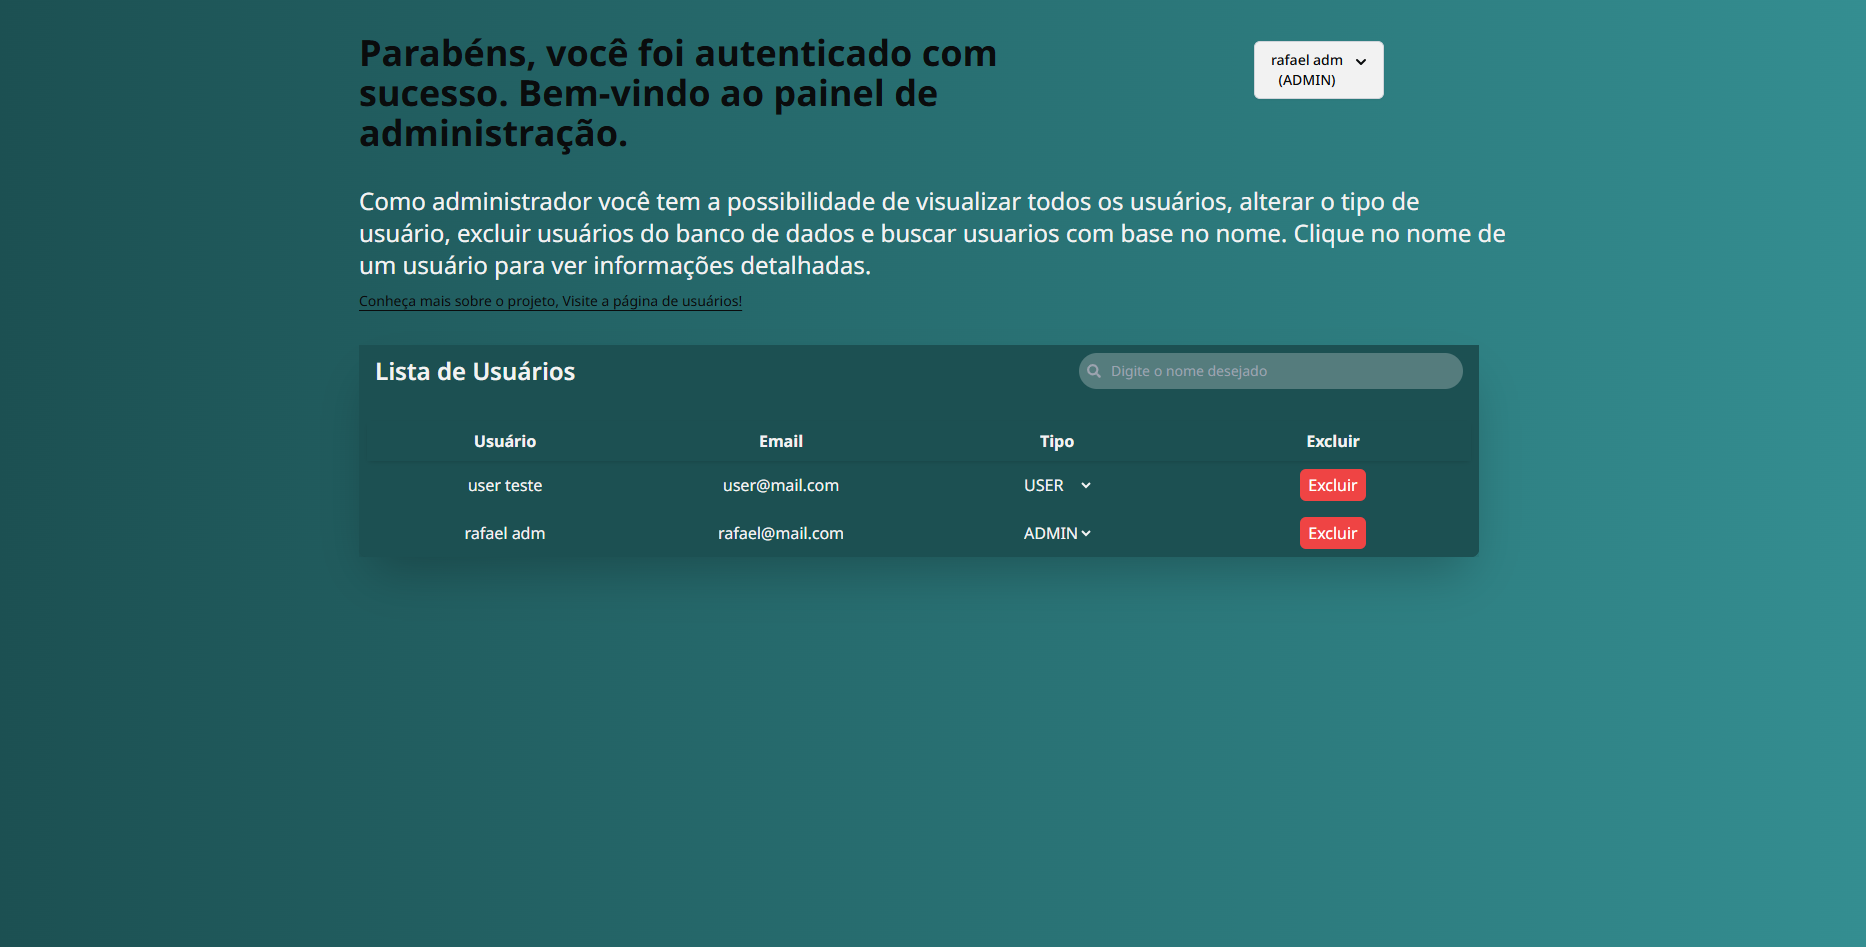 Parabéns, você foi autenticado com
sucesso. Bem-vindo ao painel de
administração.
rafael adm
(ADMIN)
Como administrador você tem a possibilidade de visualizar todos os usuários, alterar o tipo de
usuário, excluir usuários do banco de dados e buscar usuarios com base no nome. Clique no nome de
um usuário para ver informações detalhadas.
Conheça mais sobre o projeto, Visite a página de usuários!
Lista de Usuários
Digite o nome desejado
Usuário Email Tipo Excluir
user teste user@mail.com USER Excluir
rafael adm rafael@mail.com ADMIN Excluir